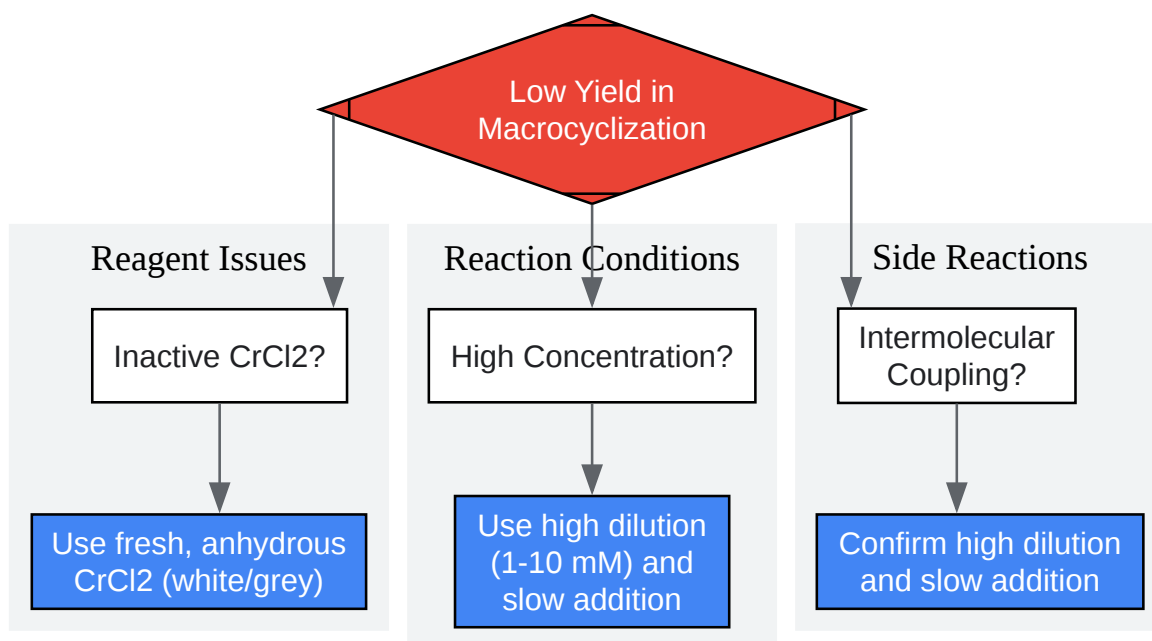 Low Yield in
Macrocyclization
Reagent Issues
Inactive CrCl2?
Use fresh, anhydrous
CrCl2 (white/grey)
Reaction Conditions
High Concentration?
Use high dilution
(1-10 mM) and
slow addition
Side Reactions
Intermolecular
Coupling?
Confirm high dilution
and slow addition